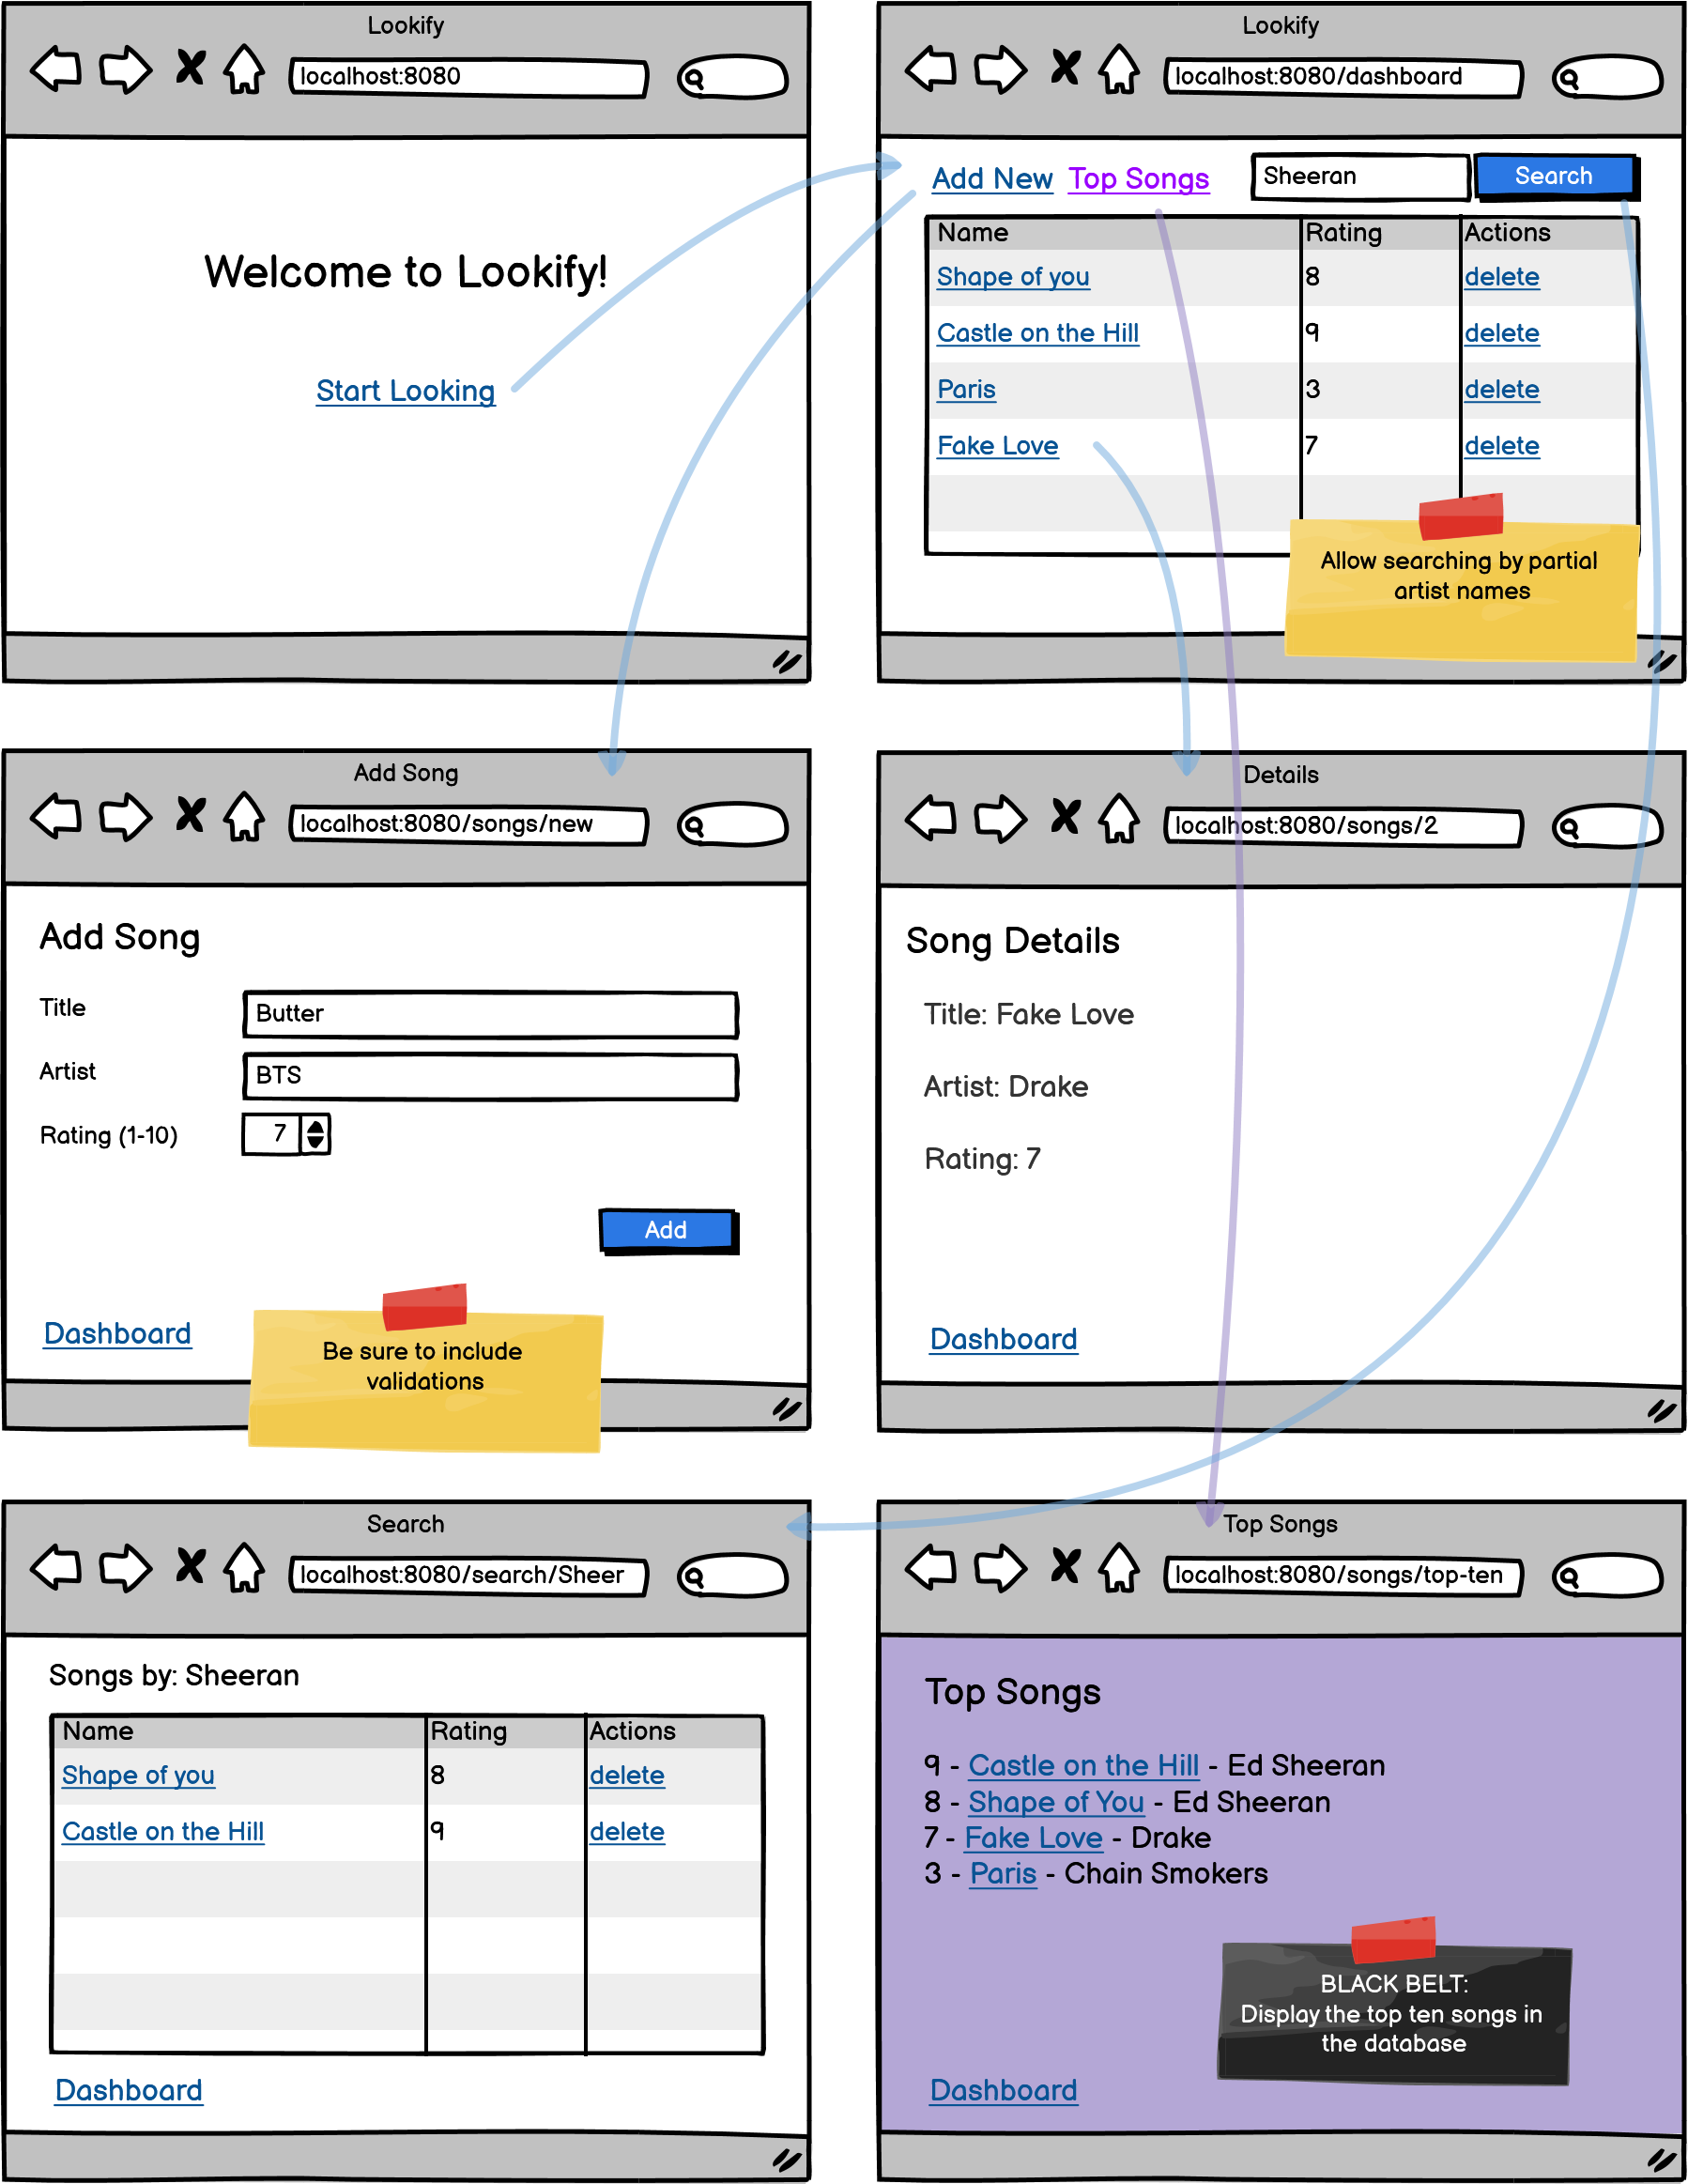 Lookify
localhost:8080
Welcome to Lookify!
Start Looking
Lookify
localhost:8080/dashboard
Add New Top Songs Sheeran Search
Name Rating Actions
Shape of you 8 delete
Castle on the Hill 9 delete
Paris 3 delete
Fake Love 7 delete
Allow searching by partial
artist names
Add Song
localhost:8080/songs/new
Add Song
Title Butter
Artist BTS
Rating (1-10) 7
Add
Dashboard
Be sure to include
validations
Details
localhost:8080/songs/2
Song Details
Title: Fake Love
Artist: Drake
Rating: 7
Dashboard
Search
localhost:8080/search/Sheer
Songs by: Sheeran
Name Rating Actions
Shape of you 8 delete
Castle on the Hill 9 delete
Dashboard
Top Songs
localhost:8080/songs/top-ten
Top Songs
9 - Castle on the Hill - Ed Sheeran
8 - Shape of You - Ed Sheeran
7 - Fake Love - Drake
3 - Paris - Chain Smokers
BLACK BELT:
Display the top ten songs in
the database
Dashboard